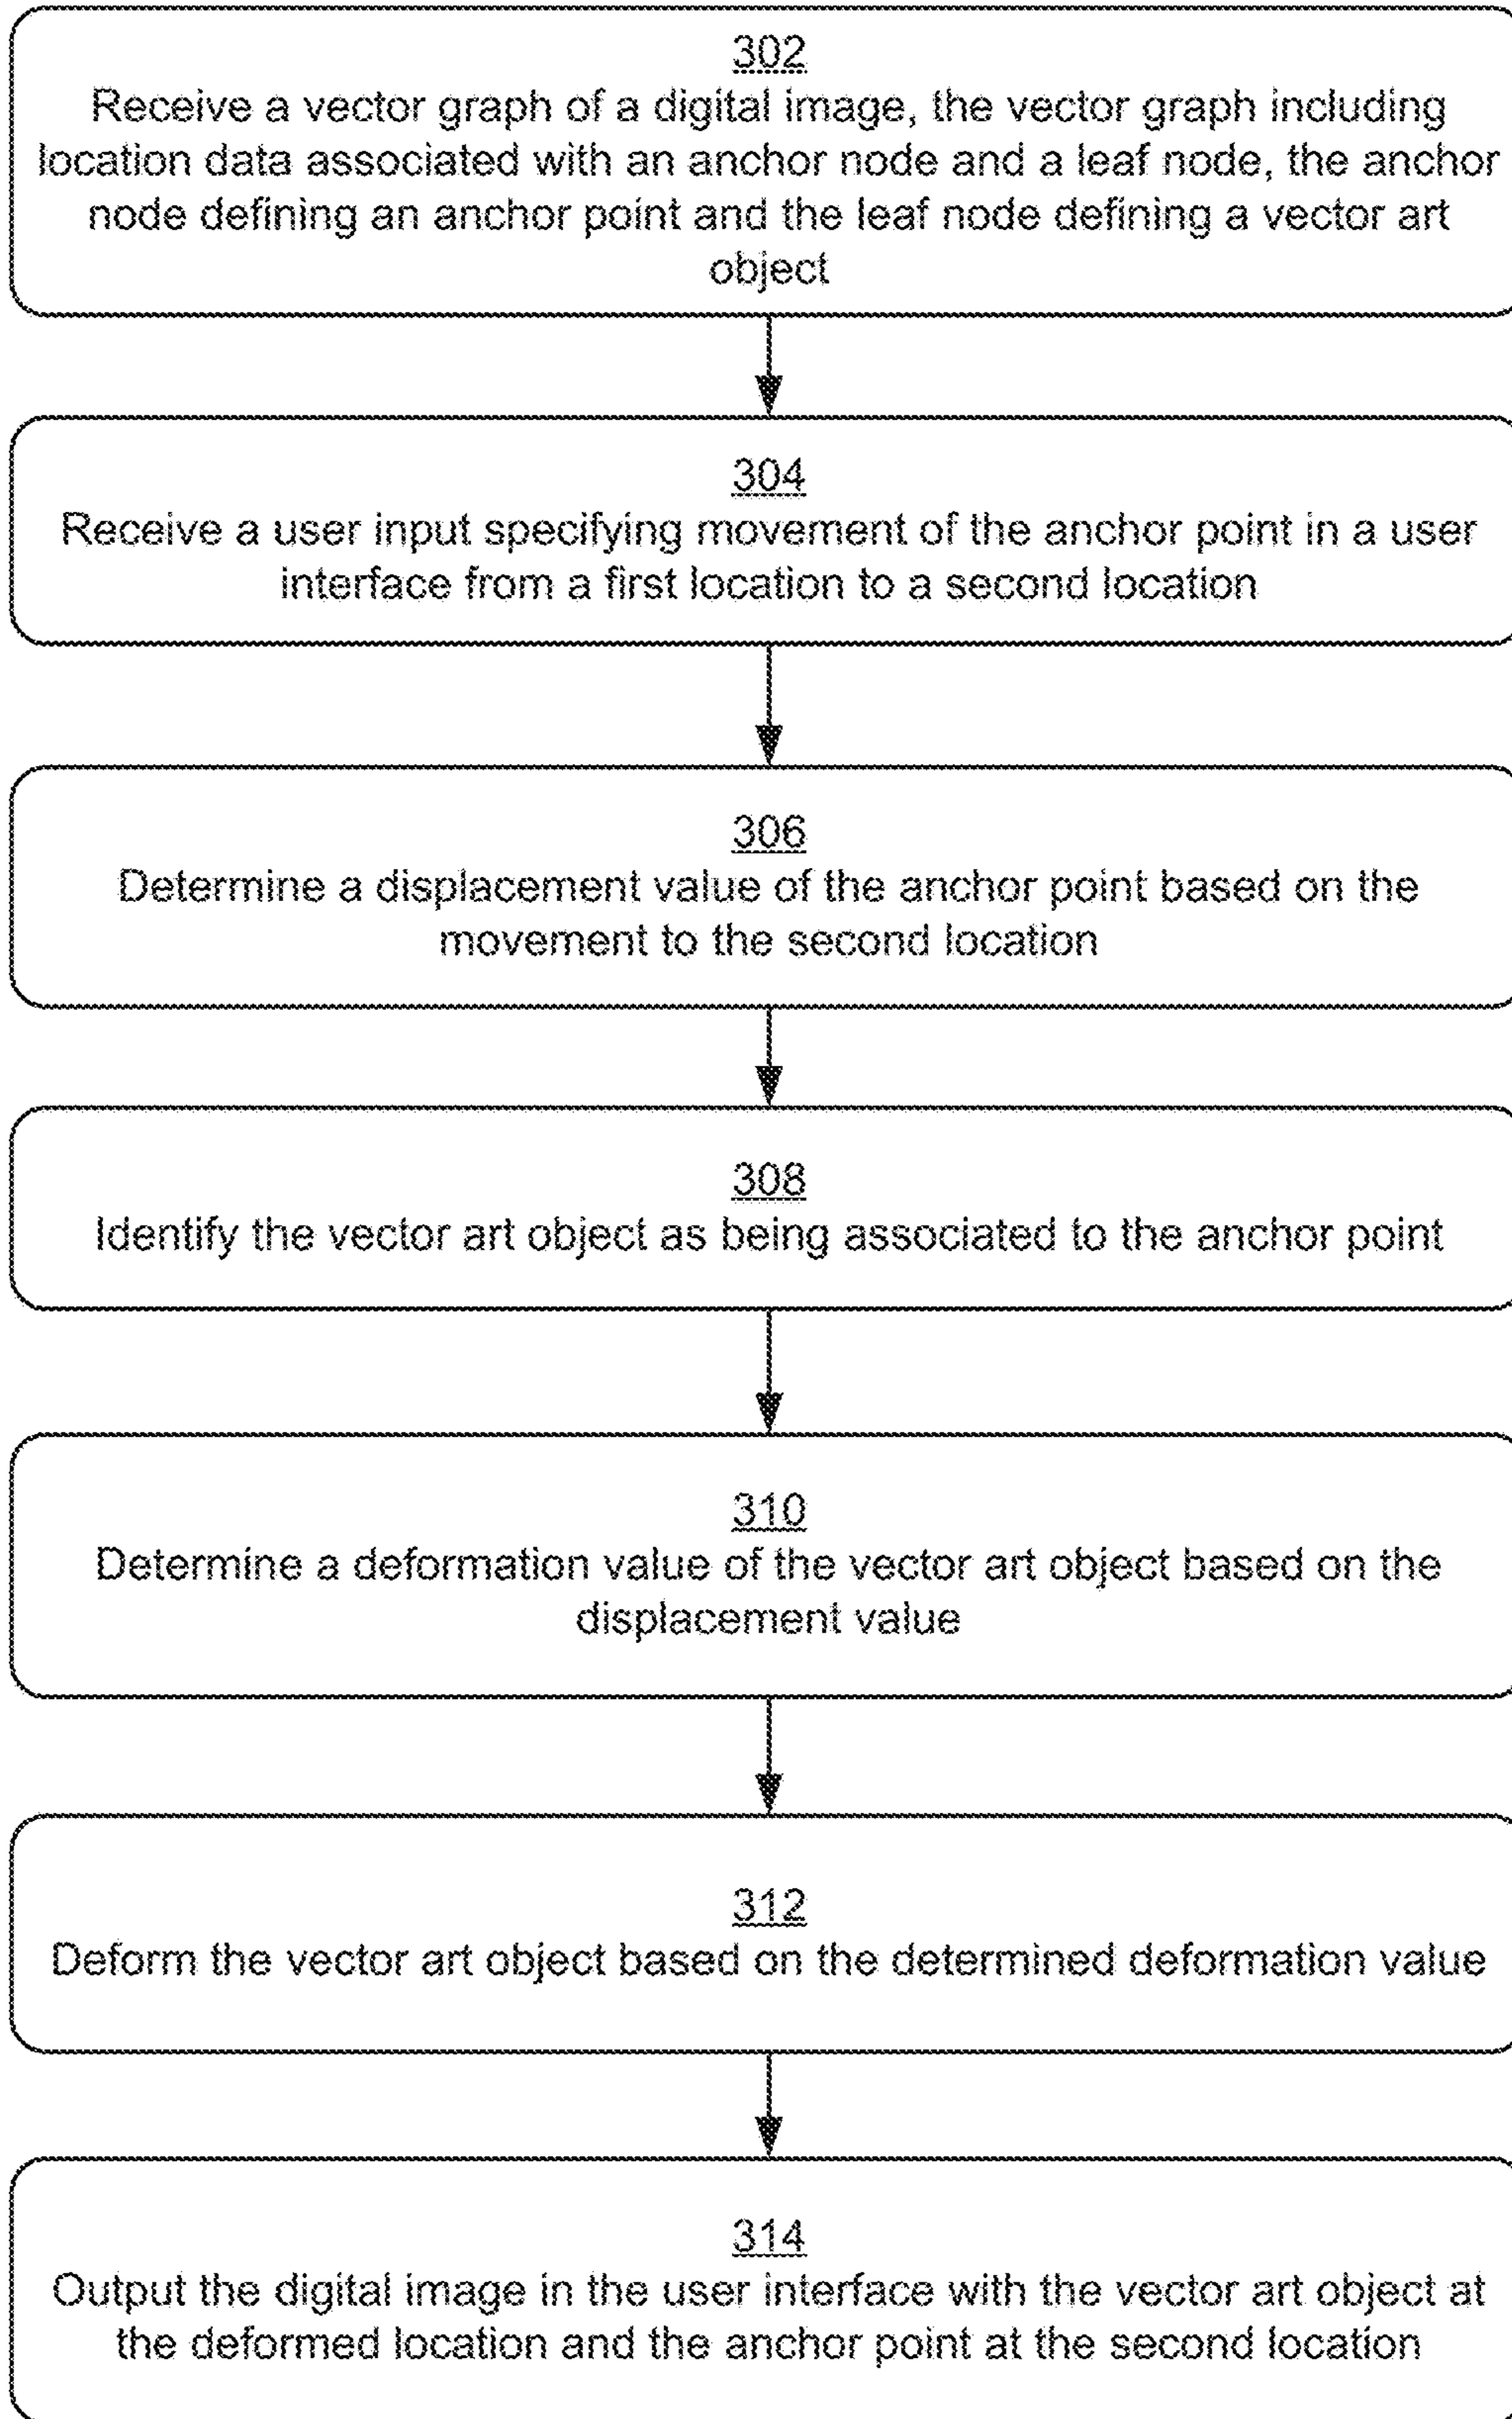 302
Receive a vector graph of a digital image, the vector graph including
location data associated with an anchor node and a leaf node, the anchor
node defining an anchor point and the leaf node defining a vector art
object
304
Receive a user input specifying movement of the anchor point in a user
interface from a first location to a second location
306
Determine a displacement value of the anchor point based on the
movement to the second location
308
Identify the vector art object as being associated to the anchor point
310
Determine a deformation value of the vector art object based on the
displacement value
312
Deform the vector art object based on the determined deformation value
314
Output the digital image in the user interface with the vector art object at
the deformed location and the anchor point at the second location